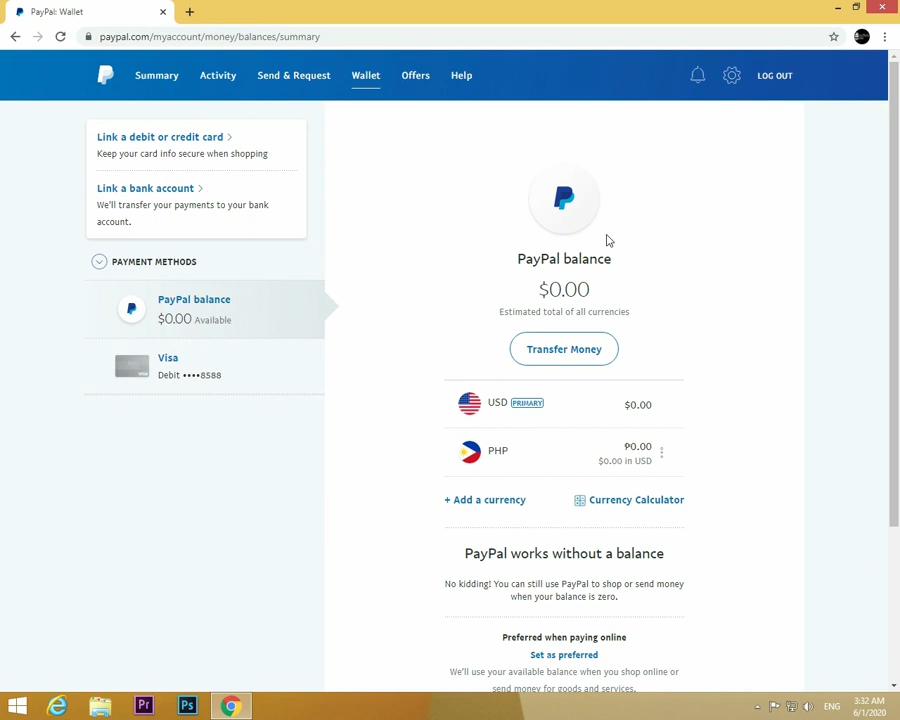 PayPal: Wallet
paypal.com/myaccount/money/balances/summary
Summary
Activity
Send & Request
Wallet
Offers
Help
LOG OUT
Link a debit or credit card
Keep your card info secure when shopping
Link a bank account
We'll transfer your payments to your bank
account.
PAYMENT METHODS
PayPal balance
$0.00 Available
Visa
Debit ••••8588
PayPal balance
$0.00
Estimated total of all currencies
Transfer Money
USD PRIMARY
$0.00
PHP
₱0.00
$0.00 in USD
+ Add a currency
Currency Calculator
PayPal works without a balance
No kidding! You can still use PayPal to shop or send money
when your balance is zero.
Preferred when paying online
Set as preferred
We'll use your available balance when you shop online or
send money for goods and services.
Pr
Ps
ENG
3:32 AM
6/1/2020